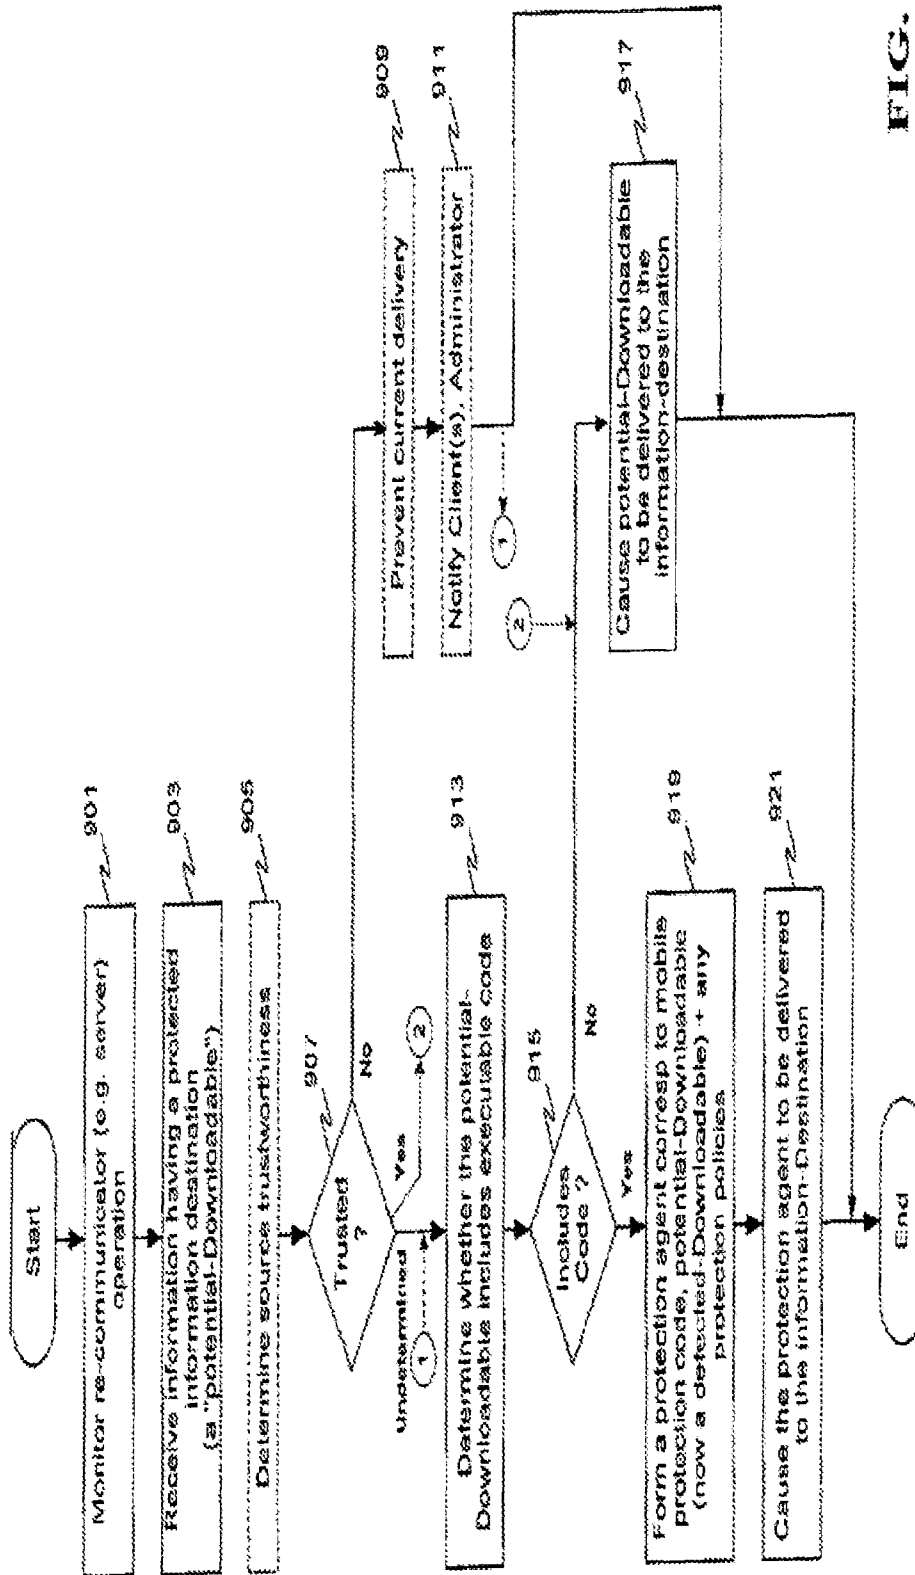 Start
Monitor re-communicator (e.g. server)
operation
901
Receive information having a protected
information destination
(a "potential-Downloadable")
903
Determine source trustworthiness
905
Trusted
?
907
No
Yes
2
undetermined
1
Prevent current delivery
909
Notify Client(s), Administrator
911
1
Determine whether the potential-
Downloadable includes executable code
913
Includes
Code ?
915
No
Yes
2
Cause potential-Downloadable
to be delivered to the
information-destination
917
Form a protection agent corresp to mobile
protection code, potential-Downloadable
(now a detected-Downloadable) + any
protection policies
919
Cause the protection agent to be delivered
to the information-Destination
921
End
FIG.